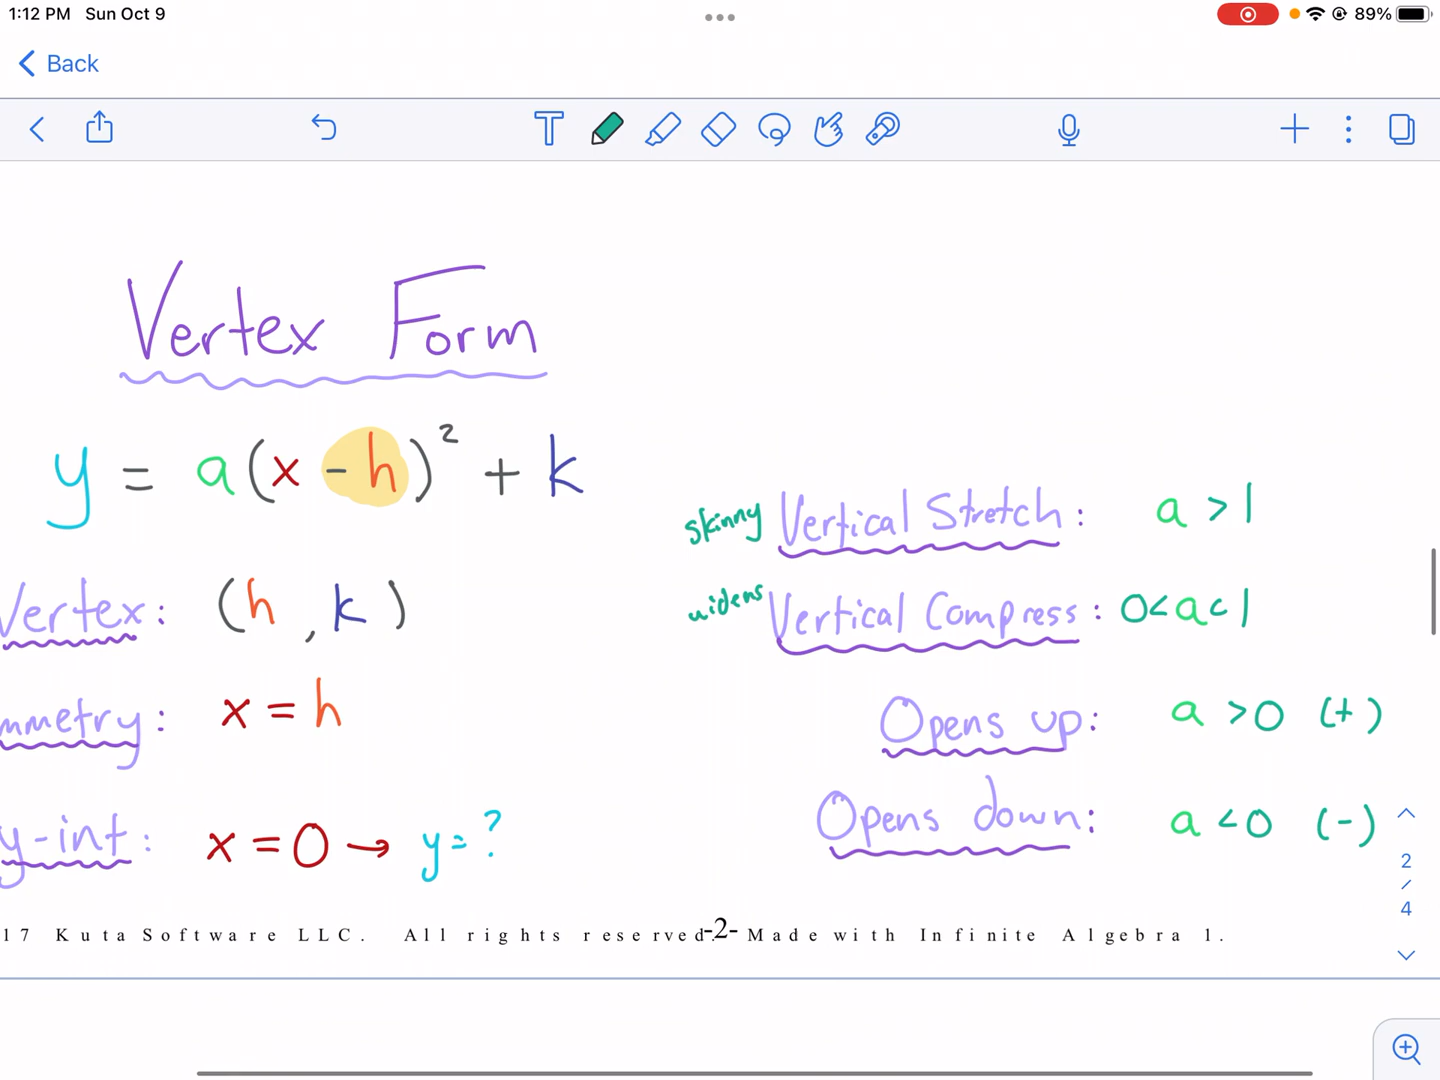 1:12 PM Sun Oct 9
89%
Back
Vertex Form
y = a(x - h)² + k
Vertex: (h, k)
mmetry: x = h
y-int: x = 0 → y = ?
skinny Vertical Stretch: a > 1
widens Vertical Compress: 0 < a < 1
Opens up: a > 0 (+)
Opens down: a < 0 (-)
2
/
4
17 Kuta Software LLC. All rights reserved. -2- Made with Infinite Algebra 1.